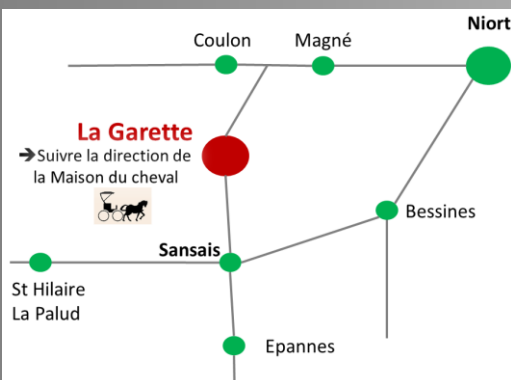 Niort
Coulon
Magné
La Garette
➔Suivre la direction de
la Maison du cheval
Bessines
Sansais
St Hilaire
La Palud
Epannes